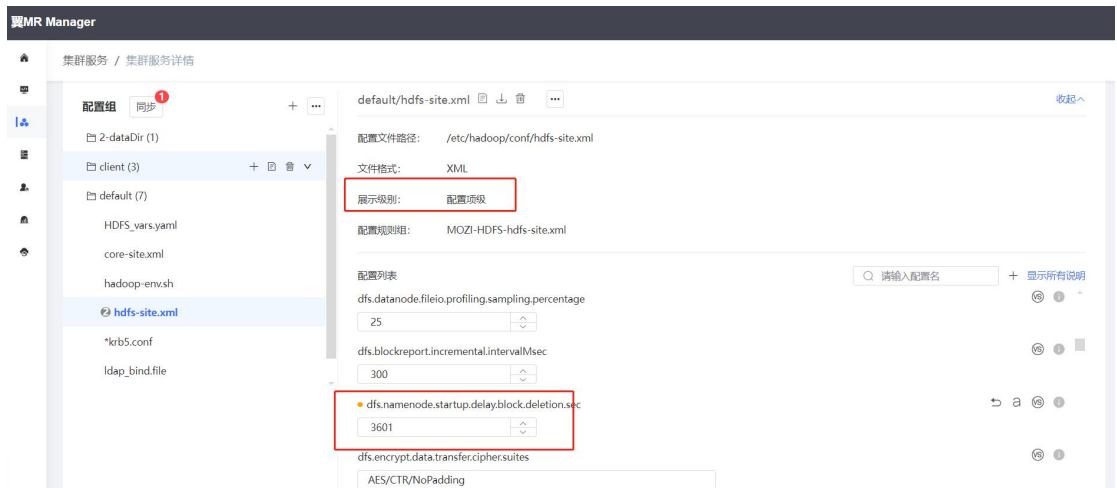 翼MR Manager
集群服务 / 集群服务详情
配置组 同步 1
2-dataDir (1)
client (3)
default (7)
HDFS_vars.yaml
core-site.xml
hadoop-env.sh
2 hdfs-site.xml
*krb5.conf
ldap_bind.file
default/hdfs-site.xml
收起
配置文件路径: /etc/hadoop/conf/hdfs-site.xml
文件格式: XML
展示级别: 配置项级
配置规则组: MOZI-HDFS-hdfs-site.xml
配置列表
请输入配置名
显示所有说明
dfs.datanode.fileio.profiling.sampling.percentage
VS
25
dfs.blockreport.incremental.intervalMsec
VS
300
dfs.namenode.startup.delay.block.deletion.sec
a VS
3601
dfs.encrypt.data.transfer.cipher.suites
VS
AES/CTR/NoPadding